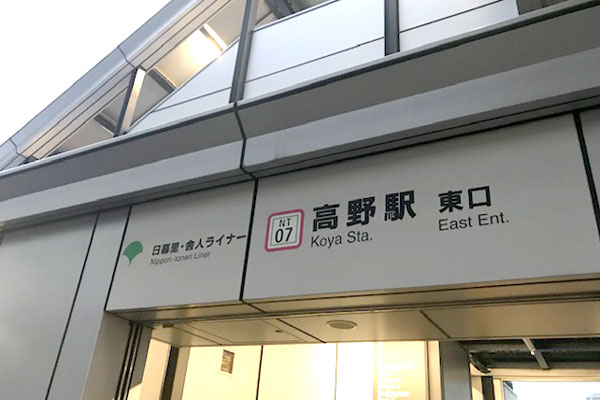 日暮里・舎人ライナー
Nippori-toneri Liner
NT
07
高野駅
Koya Sta.
東口
East Ent.